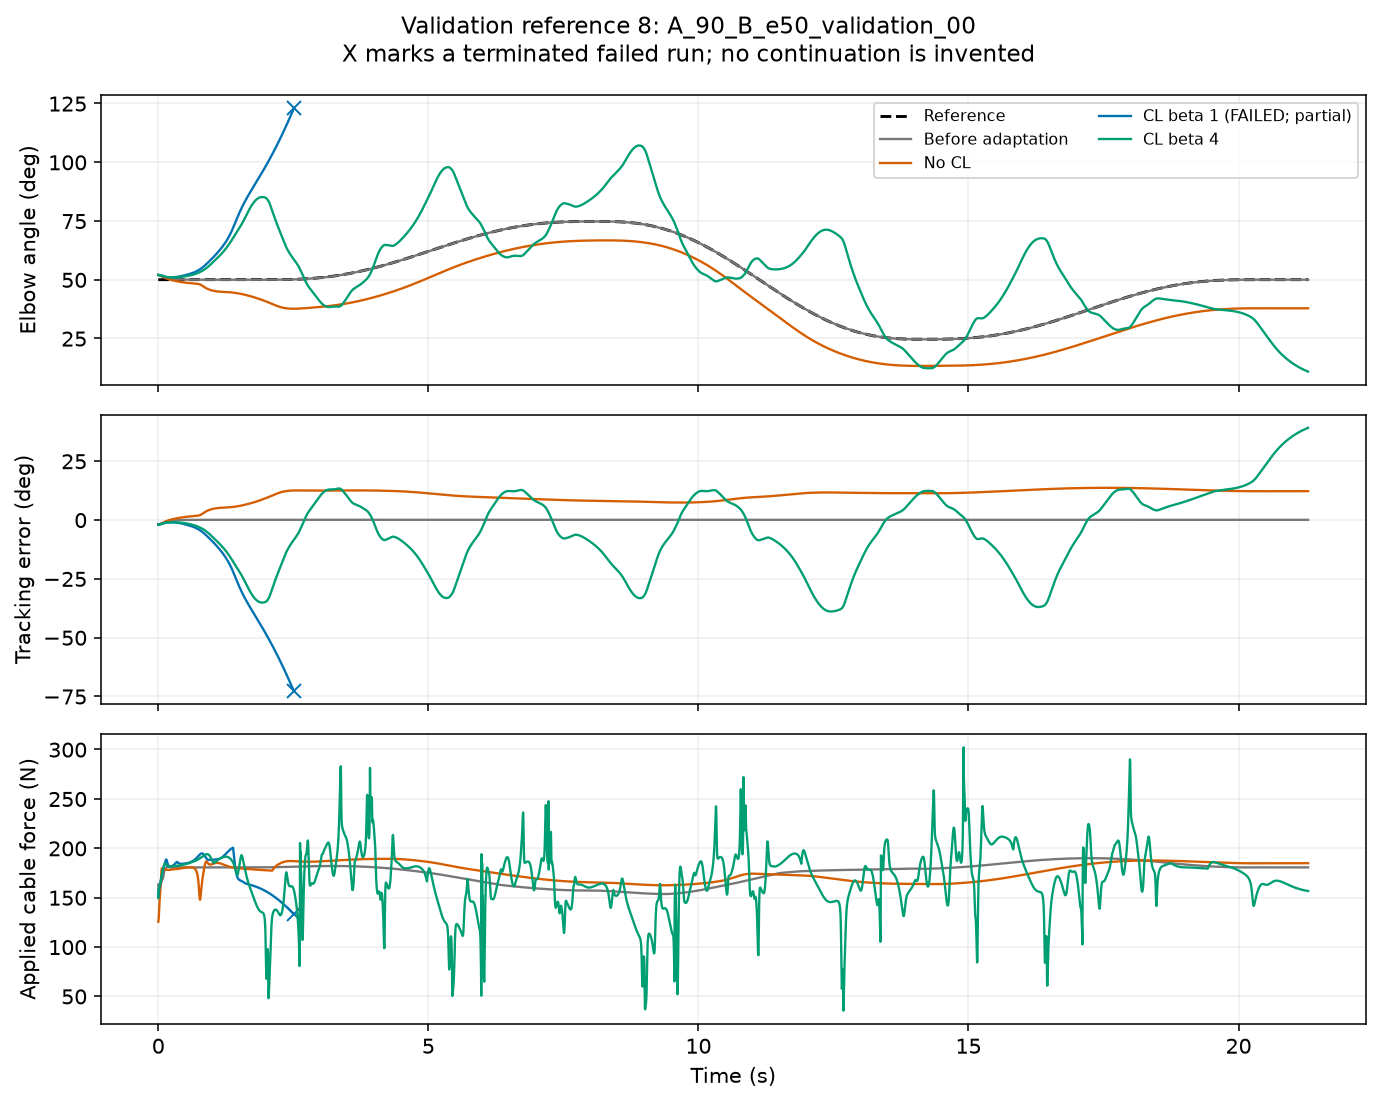 Validation reference 8: A_90_B_e50_validation_00
X marks a terminated failed run; no continuation is invented
Elbow angle (deg)
125
100
75
50
25
Reference
Before adaptation
No CL
CL beta 1 (FAILED; partial)
CL beta 4
Tracking error (deg)
25
0
−25
−50
−75
Applied cable force (N)
300
250
200
150
100
50
0
5
10
15
20
Time (s)